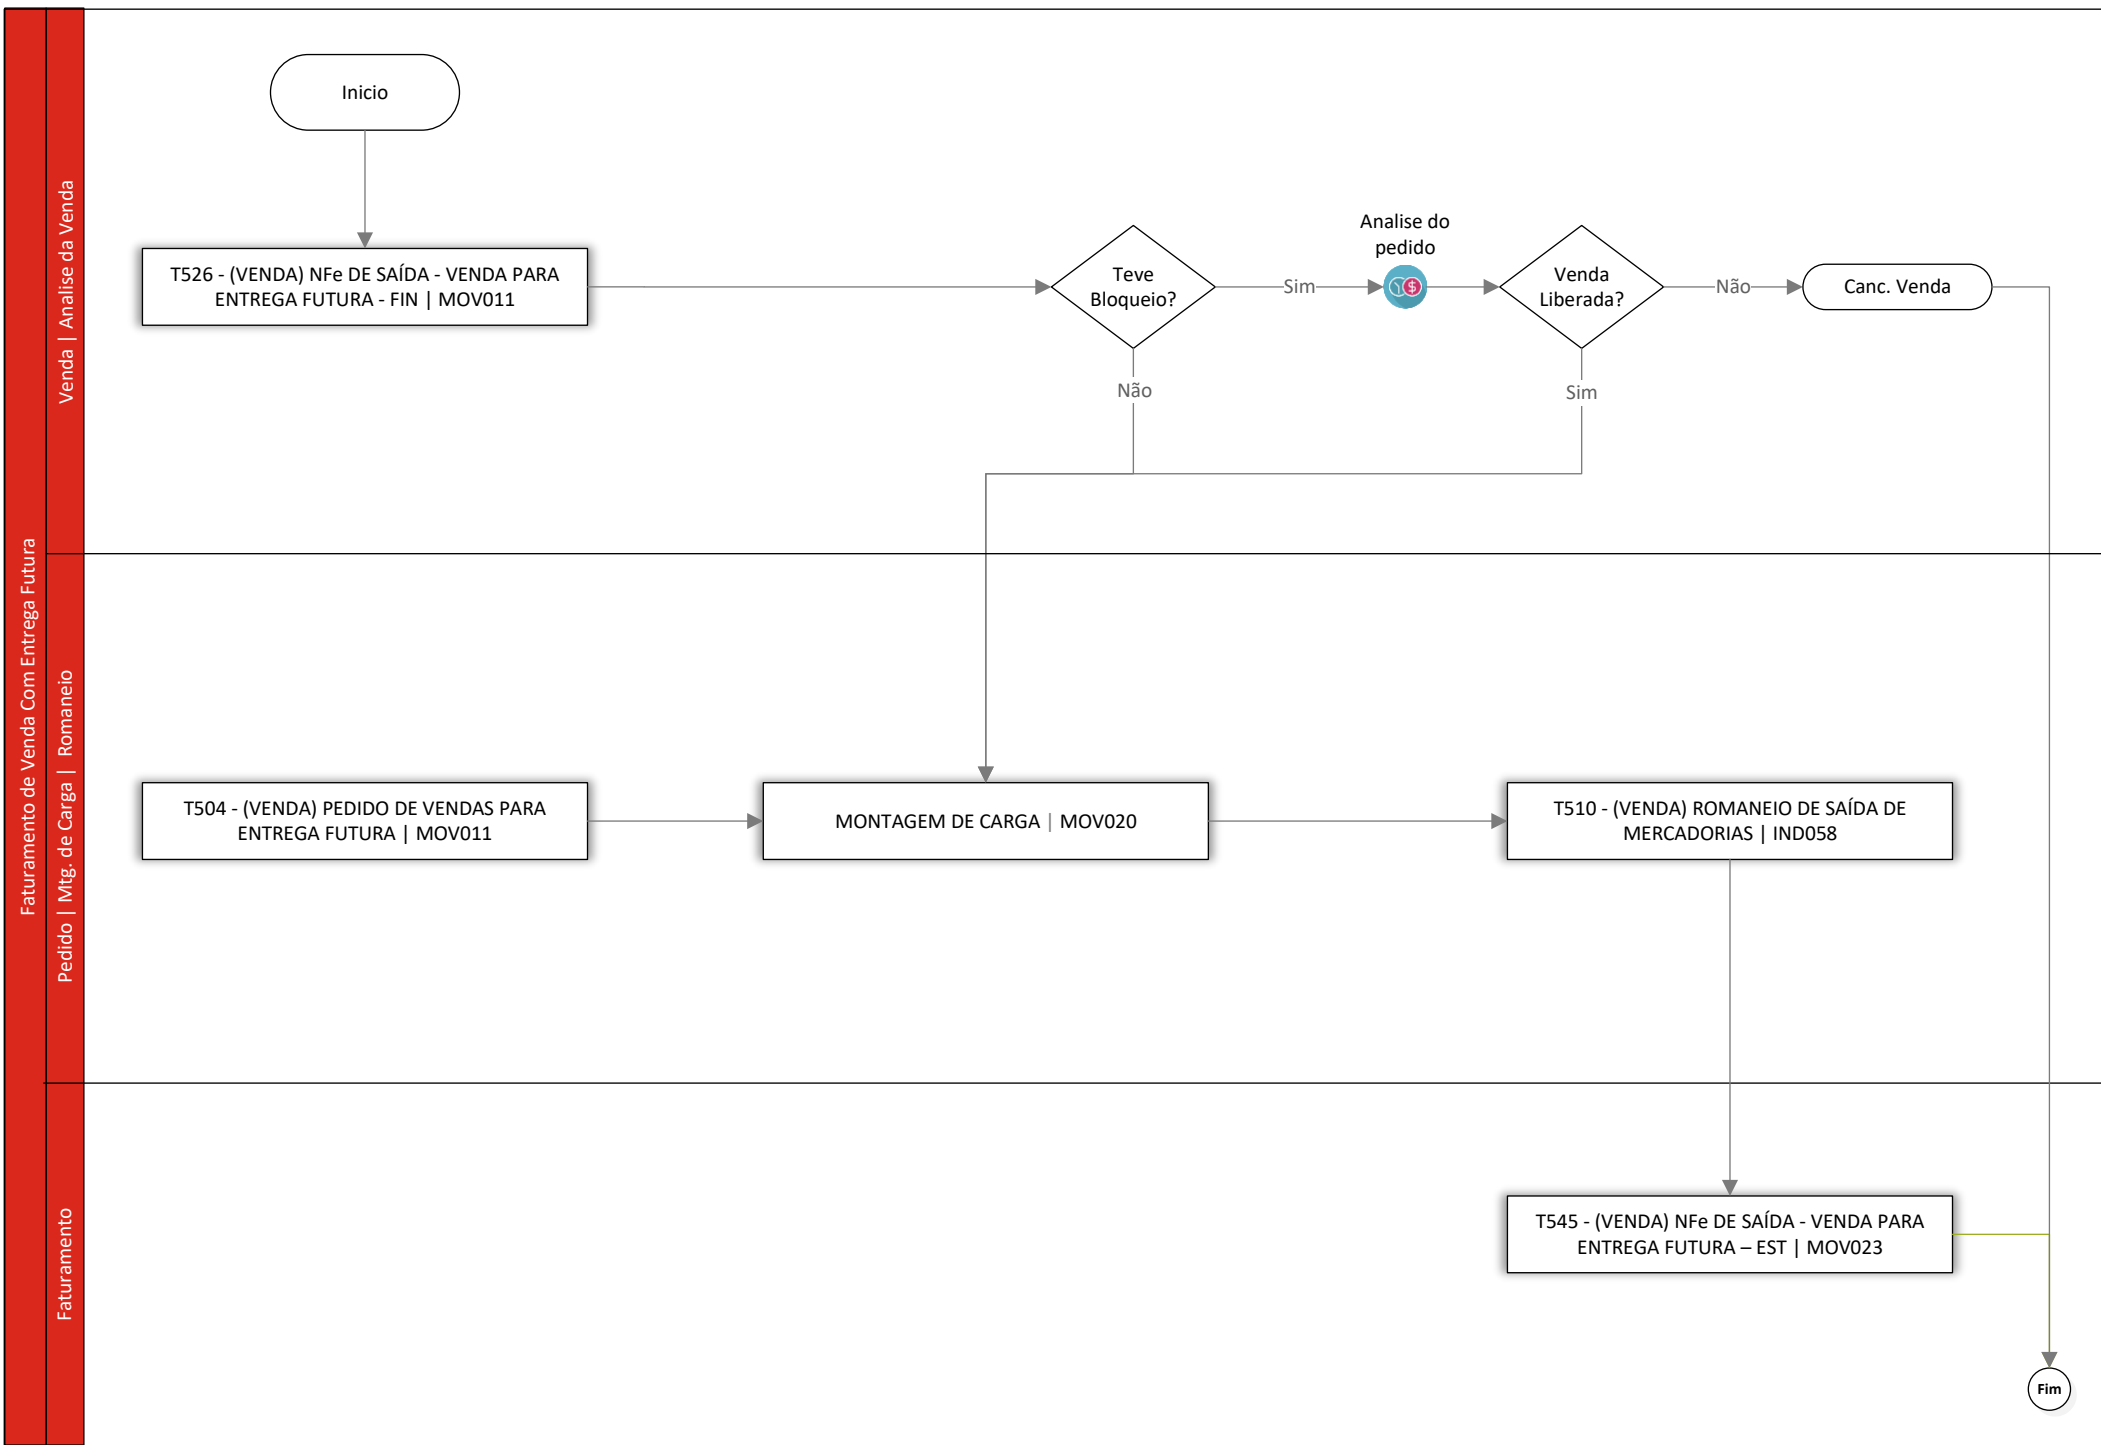 Faturamento de Venda Com Entrega Futura
Venda | Analise da Venda
Inicio
T526 - (VENDA) NFe DE SAÍDA - VENDA PARA
ENTREGA FUTURA - FIN | MOV011
Teve
Bloqueio?
Sim
Analise do
pedido
$
Venda
Liberada?
Não
Canc. Venda
Não
Sim
Pedido | Mtg. de Carga | Romaneio
T504 - (VENDA) PEDIDO DE VENDAS PARA
ENTREGA FUTURA | MOV011
MONTAGEM DE CARGA | MOV020
T510 - (VENDA) ROMANEIO DE SAÍDA DE
MERCADORIAS | IND058
Faturamento
T545 - (VENDA) NFe DE SAÍDA - VENDA PARA
ENTREGA FUTURA – EST | MOV023
Fim